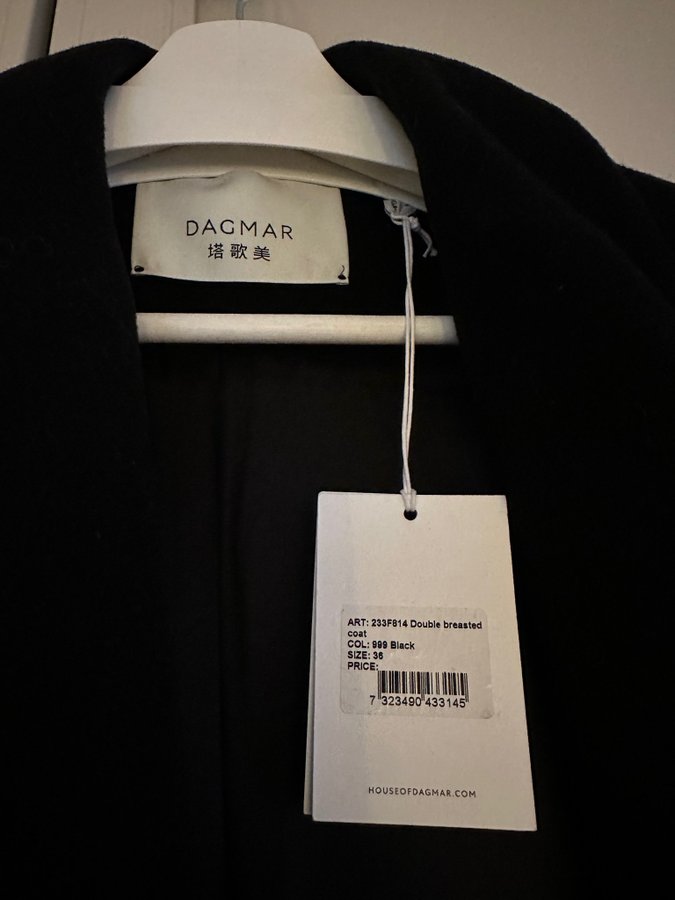 DAGMAR
塔歌美
ART: 233F814 Double breasted
coat
COL: 999 Black
SIZE: 36
PRICE:
7 323490 433145
HOUSEOFDAGMAR.COM